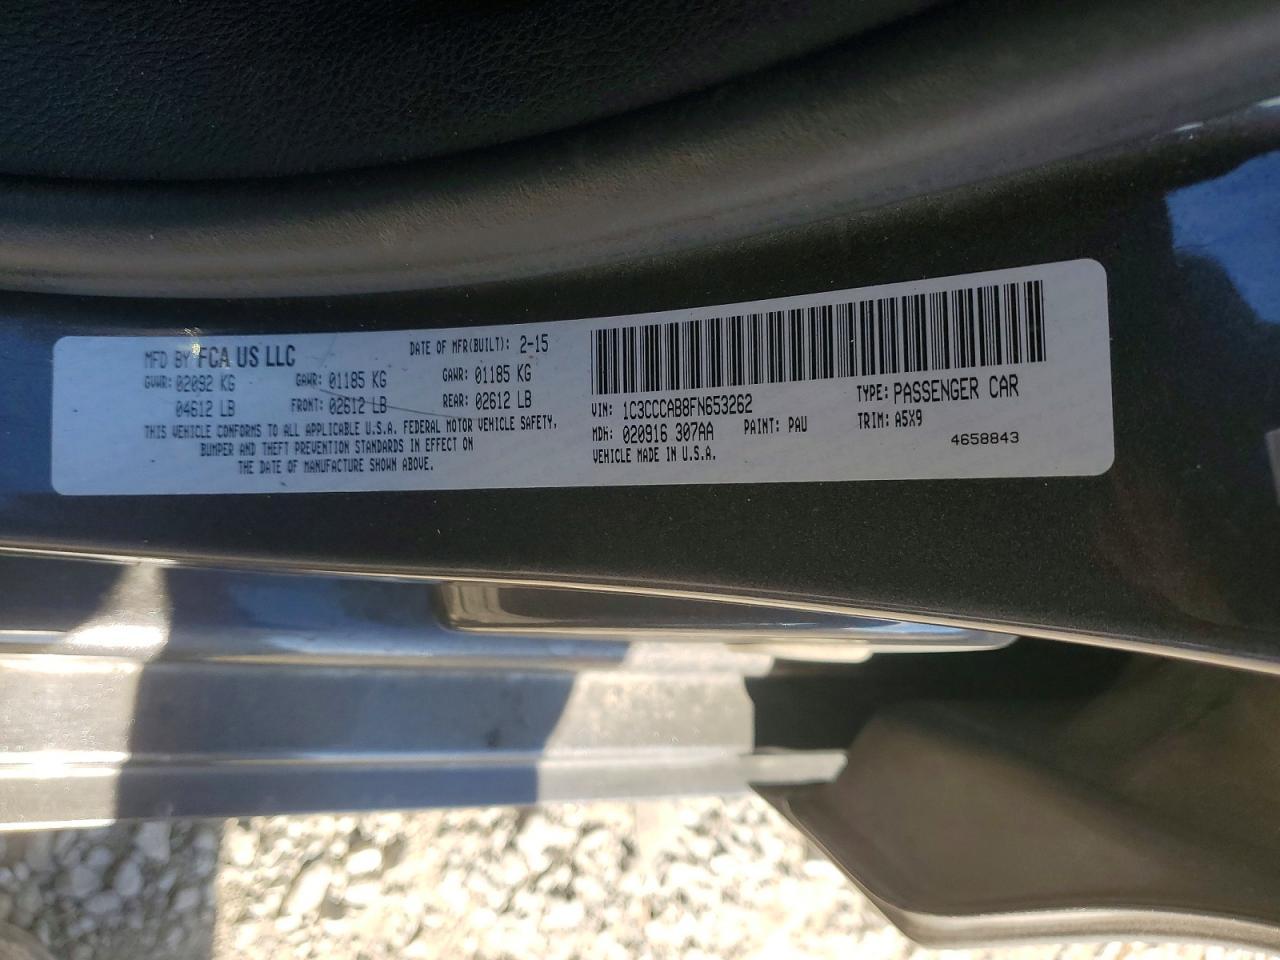 MFD BY FCA US LLC DATE OF MFR(BUILT): 2-15
GVWR: 02092 KG GAWR: 01185 KG GAWR: 01185 KG
04612 LB FRONT: 02612 LB REAR: 02612 LB
THIS VEHICLE CONFORMS TO ALL APPLICABLE U.S.A. FEDERAL MOTOR VEHICLE SAFETY,
BUMPER AND THEFT PREVENTION STANDARDS IN EFFECT ON
THE DATE OF MANUFACTURE SHOWN ABOVE.
VIN: 1C3CCCAB8FN653262 TYPE: PASSENGER CAR
MDH: 020916 307AA PAINT: PAU TRIM: A5X9
VEHICLE MADE IN U.S.A. 4658843